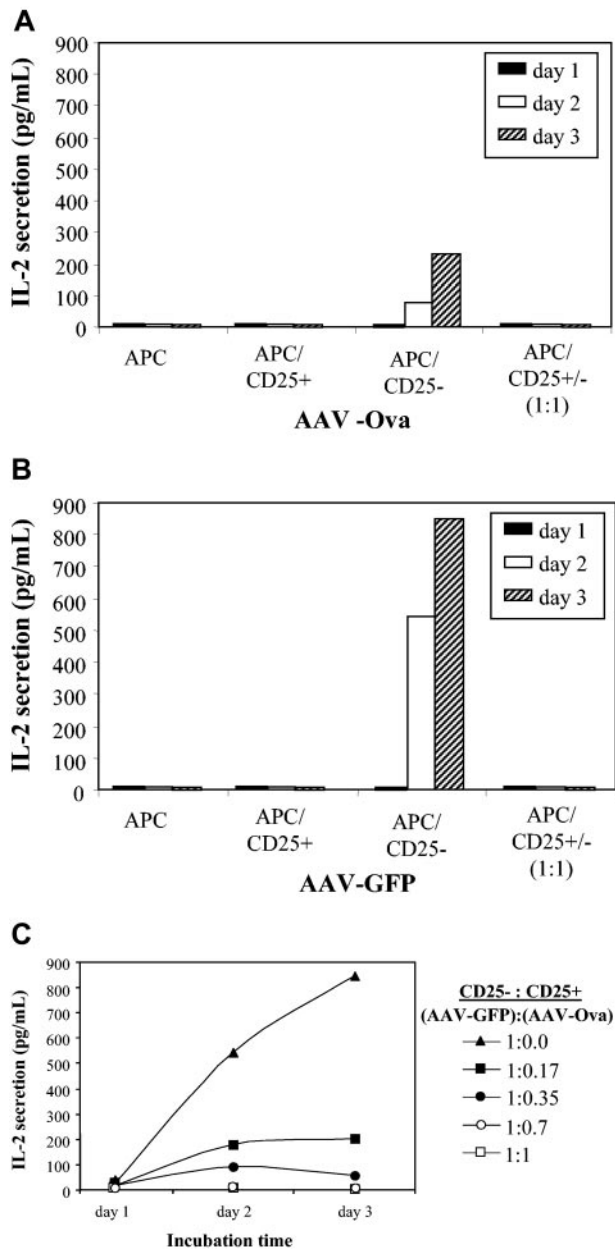 A
IL-2 secretion (pg/mL)
900
800
700
600
500
400
300
200
100
0
day 1
day 2
day 3
APC
APC/
CD25+
APC/
CD25-
APC/
CD25+/-
(1:1)
AAV -Ova
B
IL-2 secretion (pg/mL)
900
800
700
600
500
400
300
200
100
0
day 1
day 2
day 3
APC
APC/
CD25+
APC/
CD25-
APC/
CD25+/-
(1:1)
AAV-GFP
C
IL-2 secretion (pg/mL)
900
800
700
600
500
400
300
200
100
0
day 1
day 2
day 3
Incubation time
CD25- : CD25+
(AAV-GFP):(AAV-Ova)
1:0.0
1:0.17
1:0.35
1:0.7
1:1